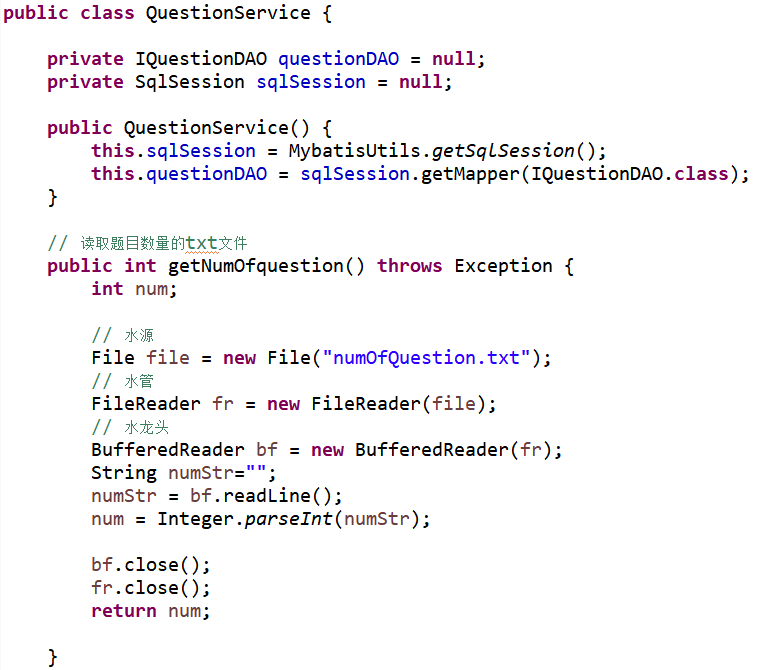 public class QuestionService {
private IQuestionDAO questionDAO = null;
private SqlSession sqlSession = null;
public QuestionService() {
this.sqlSession = MybatisUtils.getSqlSession();
this.questionDAO = sqlSession.getMapper(IQuestionDAO.class);
}
// 读取题目数量的txt文件
public int getNumOfquestion() throws Exception {
int num;
// 水源
File file = new File("numOfQuestion.txt");
// 水管
FileReader fr = new FileReader(file);
// 水龙头
BufferedReader bf = new BufferedReader(fr);
String numStr="";
numStr = bf.readLine();
num = Integer.parseInt(numStr);
bf.close();
fr.close();
return num;
}